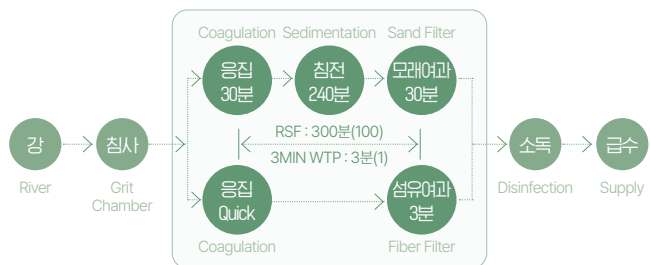 Coagulation Sedimentation Sand Filter
응집 침전 모래여과
30분 240분 30분
RSF : 300분(100)
강 침사 소독 급수
3MIN WTP : 3분(1)
River Grit Disinfection Supply
Chamber
응집 섬유여과
Quick 3분
Coagulation Fiber Filter